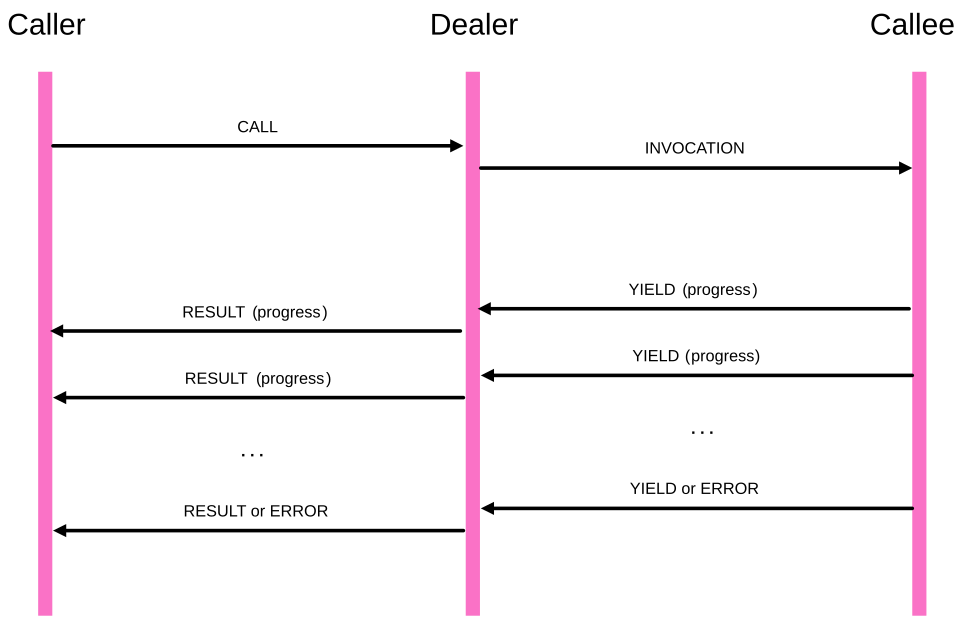 Caller
Dealer
Callee
CALL
INVOCATION
YIELD (progress)
RESULT (progress)
YIELD (progress)
RESULT (progress)
...
...
YIELD or ERROR
RESULT or ERROR